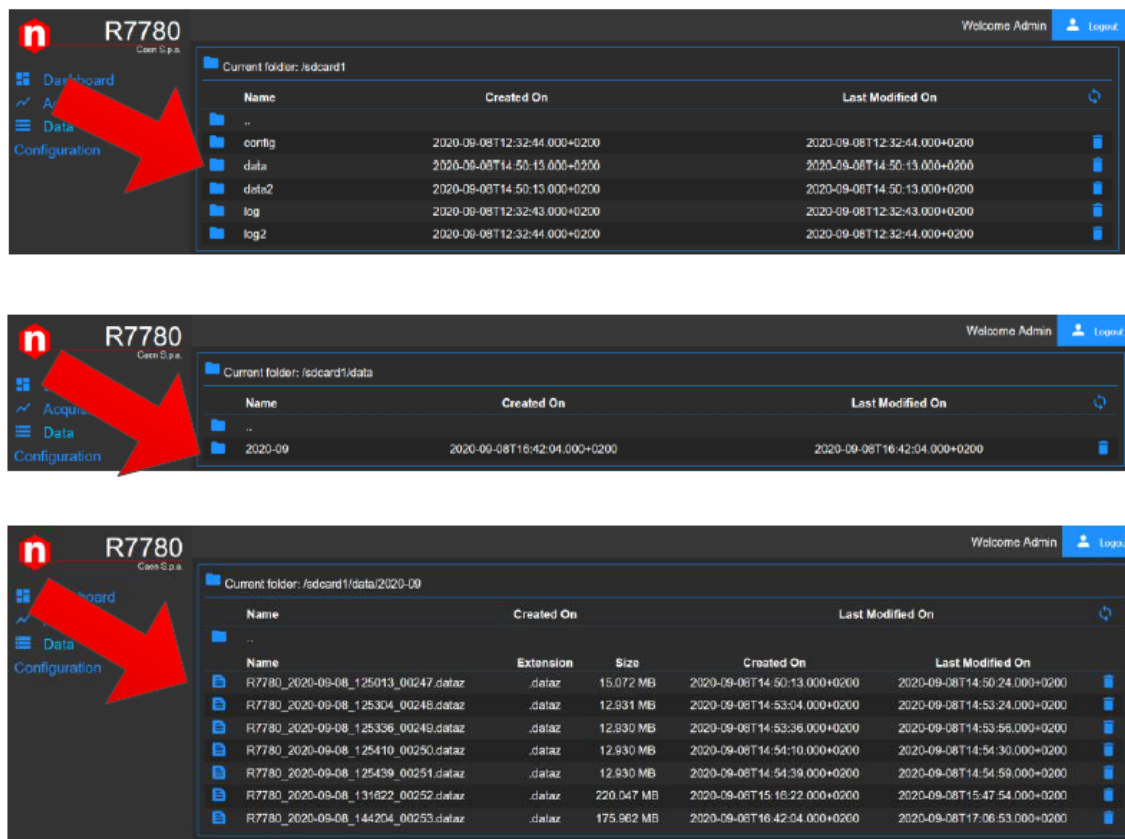 n R7780 Welcome Admin Logout
Caen S.p.a.
Current folder: /sdcard1
Dashboard
Name Created On Last Modified On
Data
..
Configuration
config 2020-09-08T12:32:44.000+0200 2020-09-08T12:32:44.000+0200
data 2020-09-08T14:50:13.000+0200 2020-09-08T14:50:13.000+0200
data2 2020-09-08T14:50:13.000+0200 2020-09-08T14:50:13.000+0200
log 2020-09-08T12:32:43.000+0200 2020-09-08T12:32:43.000+0200
log2 2020-09-08T12:32:44.000+0200 2020-09-08T12:32:44.000+0200
n R7780 Welcome Admin Logout
Caen S.p.a.
Current folder: /sdcard1/data
Name Created On Last Modified On
Data
..
Configuration
2020-09 2020-09-08T16:42:04.000+0200 2020-09-08T16:42:04.000+0200
n R7780 Welcome Admin
Caen S.p.a.
Current folder: /sdcard1/data/2020-09
Name Created On Last Modified On
Data
..
Configuration
Name Extension Size Created On Last Modified On
R7780_2020-09-08_125013_00247.dataz .dataz 15.072 MB 2020-09-08T14:50:13.000+0200 2020-09-08T14:50:24.000+0200
R7780_2020-09-08_125304_00248.dataz .dataz 12.931 MB 2020-09-08T14:53:04.000+0200 2020-09-08T14:53:24.000+0200
R7780_2020-09-08_125336_00249.dataz .dataz 12.930 MB 2020-09-08T14:53:36.000+0200 2020-09-08T14:53:56.000+0200
R7780_2020-09-08_125410_00250.dataz .dataz 12.930 MB 2020-09-08T14:54:10.000+0200 2020-09-08T14:54:30.000+0200
R7780_2020-09-08_125439_00251.dataz .dataz 12.930 MB 2020-09-08T14:54:39.000+0200 2020-09-08T14:54:59.000+0200
R7780_2020-09-08_131622_00252.dataz .dataz 220.047 MB 2020-09-08T15:16:22.000+0200 2020-09-08T15:47:54.000+0200
R7780_2020-09-08_144204_00253.dataz .dataz 175.962 MB 2020-09-08T16:42:04.000+0200 2020-09-08T17:06:53.000+0200